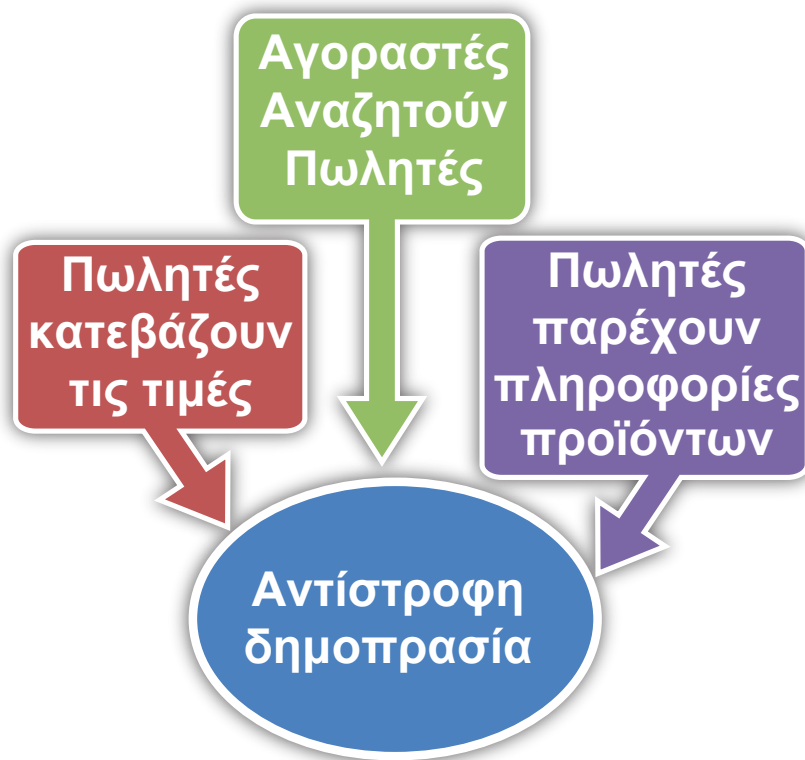 Αγοραστές
Αναζητούν
Πωλητές
Πωλητές
κατεβάζουν
τις τιμές
Πωλητές
παρέχουν
πληροφορίες
προϊόντων
Αντίστροφη
δημοπρασία